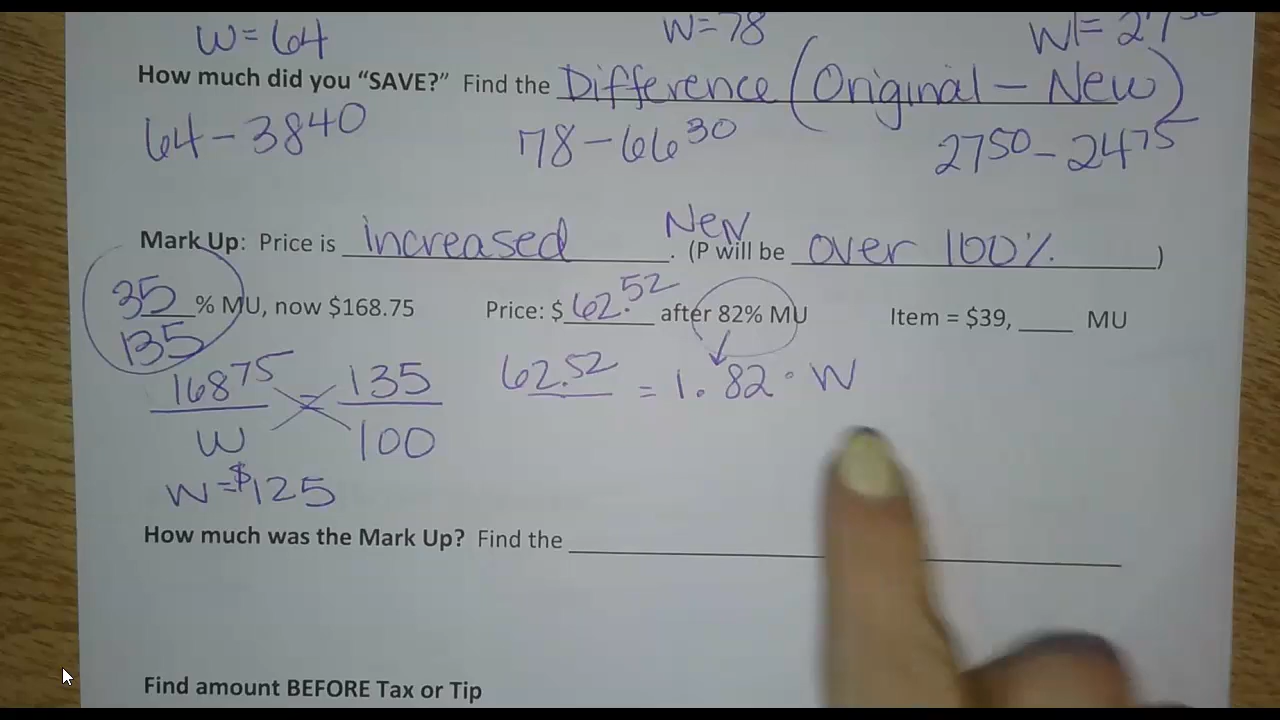 W=64 W=78 W=27
How much did you “SAVE?” Find the Difference (Original – New)
64 – 38⁴⁰ 78 – 66³⁰ 27⁵⁰ – 24⁷⁵
New
Mark Up: Price is increased. (P will be over 100%)
35 % MU, now $168.75 Price: $62.52 after 82% MU Item = $39, ____ MU
135
168⁷⁵ = 135 62.52 = 1.82 · W
W 100
W=$125
How much was the Mark Up? Find the
Find amount BEFORE Tax or Tip